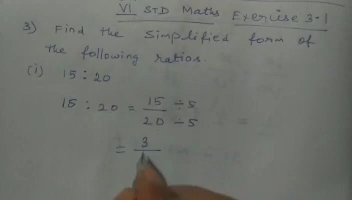 VI STD Maths Exercise 3.1
3) Find the Simplified form of
the following ratios.
(i) 15 : 20
15 : 20 = 15 ÷ 5 / 20 ÷ 5 =
= 3 /